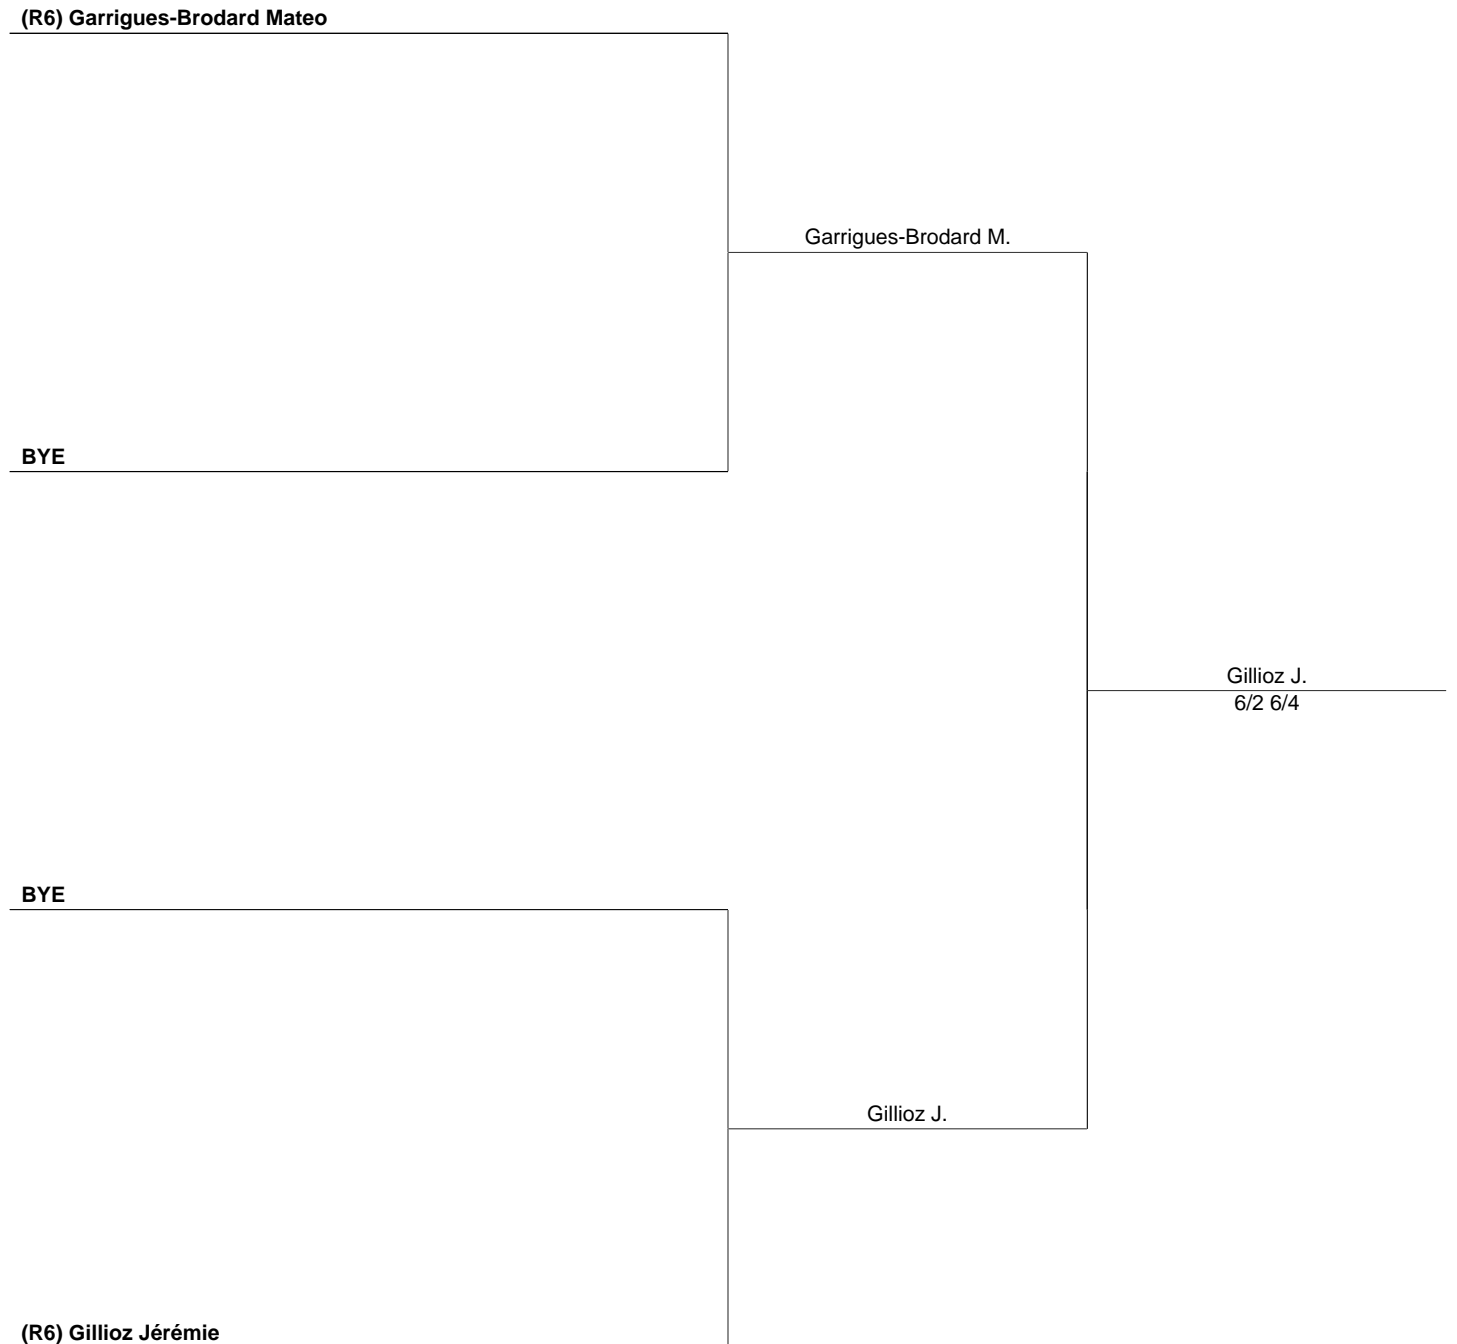 (R6) Garrigues-Brodard Mateo
Garrigues-Brodard M.
BYE
Gillioz J.
6/2 6/4
BYE
Gillioz J.
(R6) Gillioz Jérémie